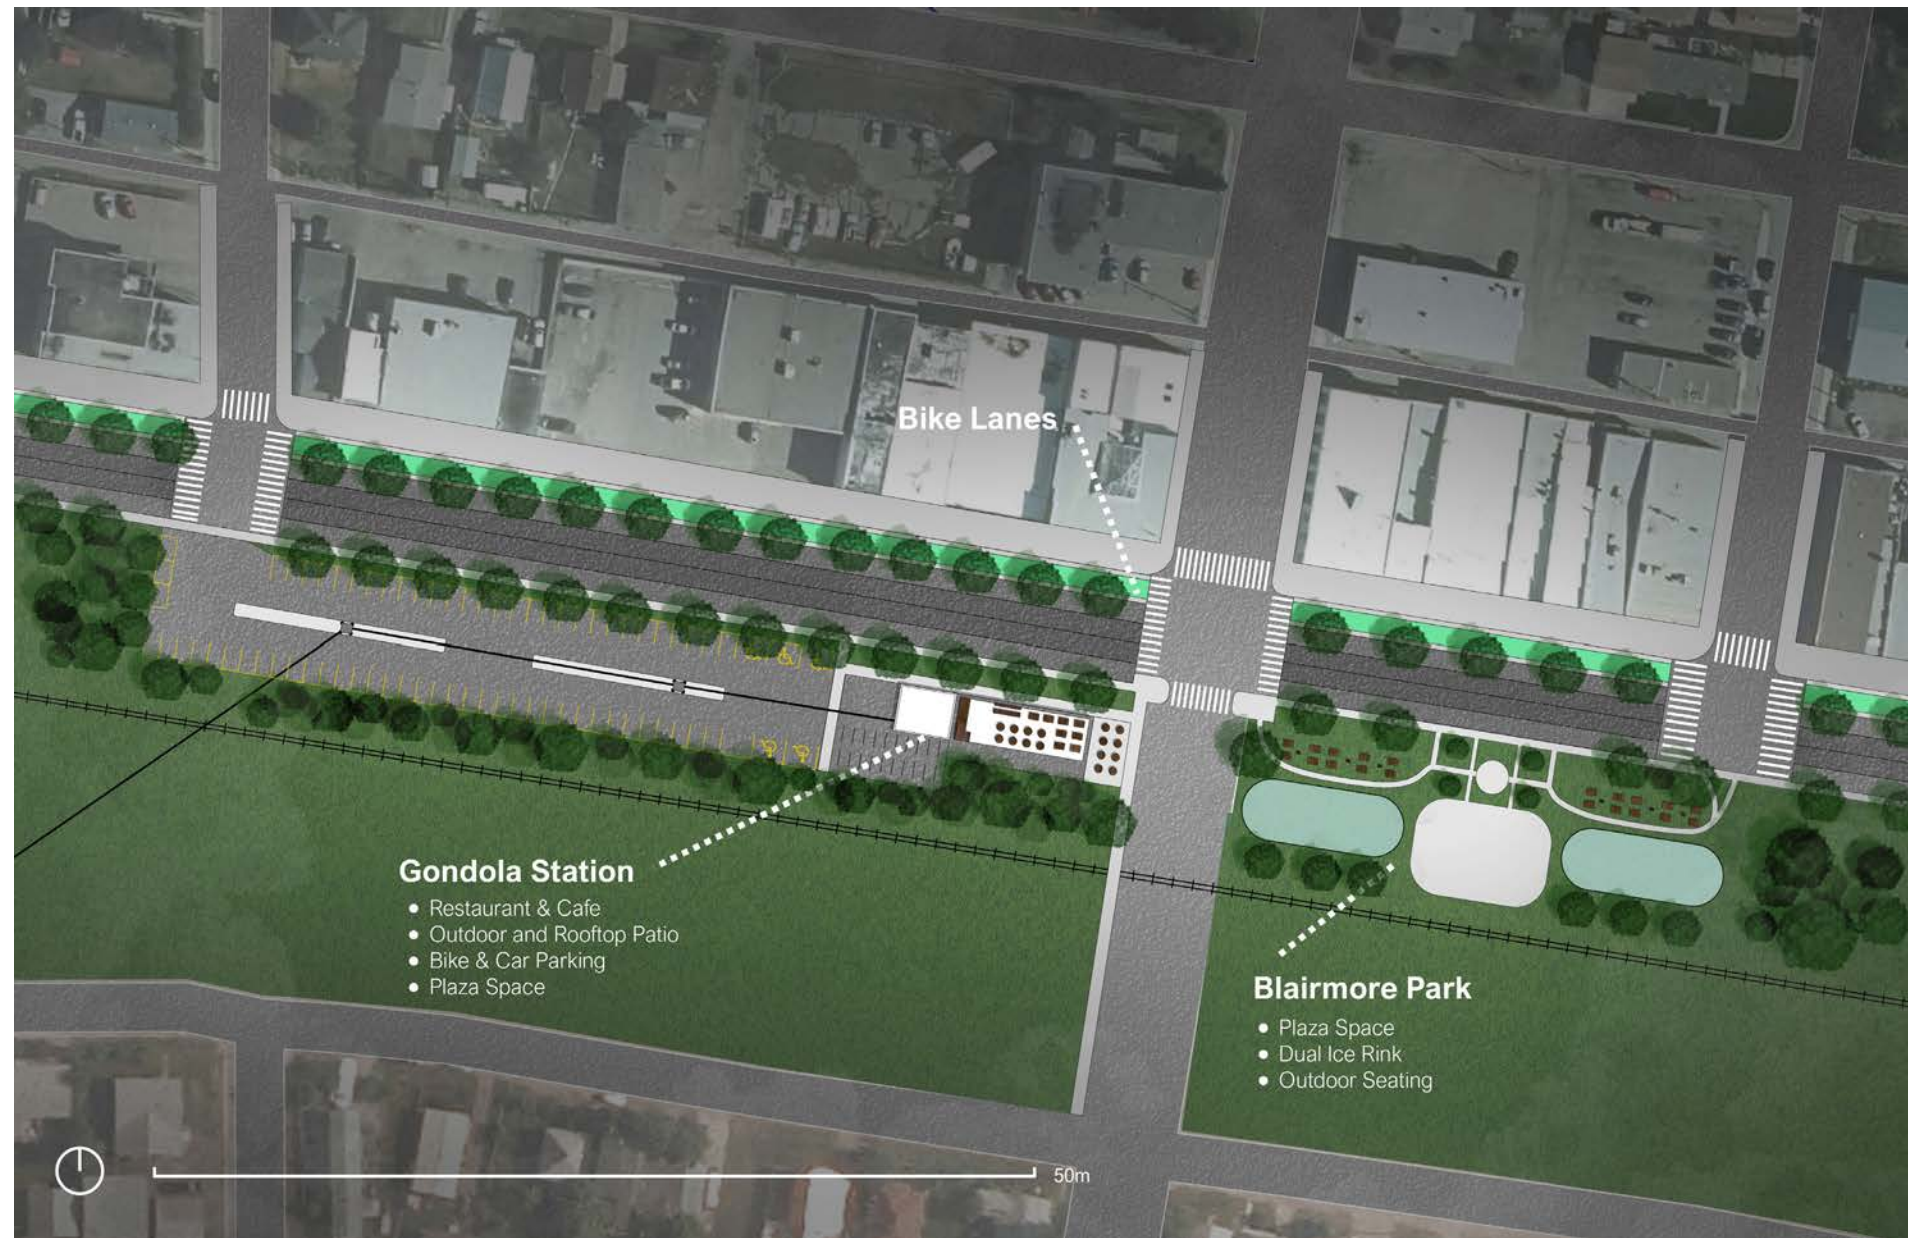 Bike Lanes
Gondola Station
• Restaurant & Cafe
• Outdoor and Rooftop Patio
• Bike & Car Parking
• Plaza Space
Blairmore Park
• Plaza Space
• Dual Ice Rink
• Outdoor Seating
50m